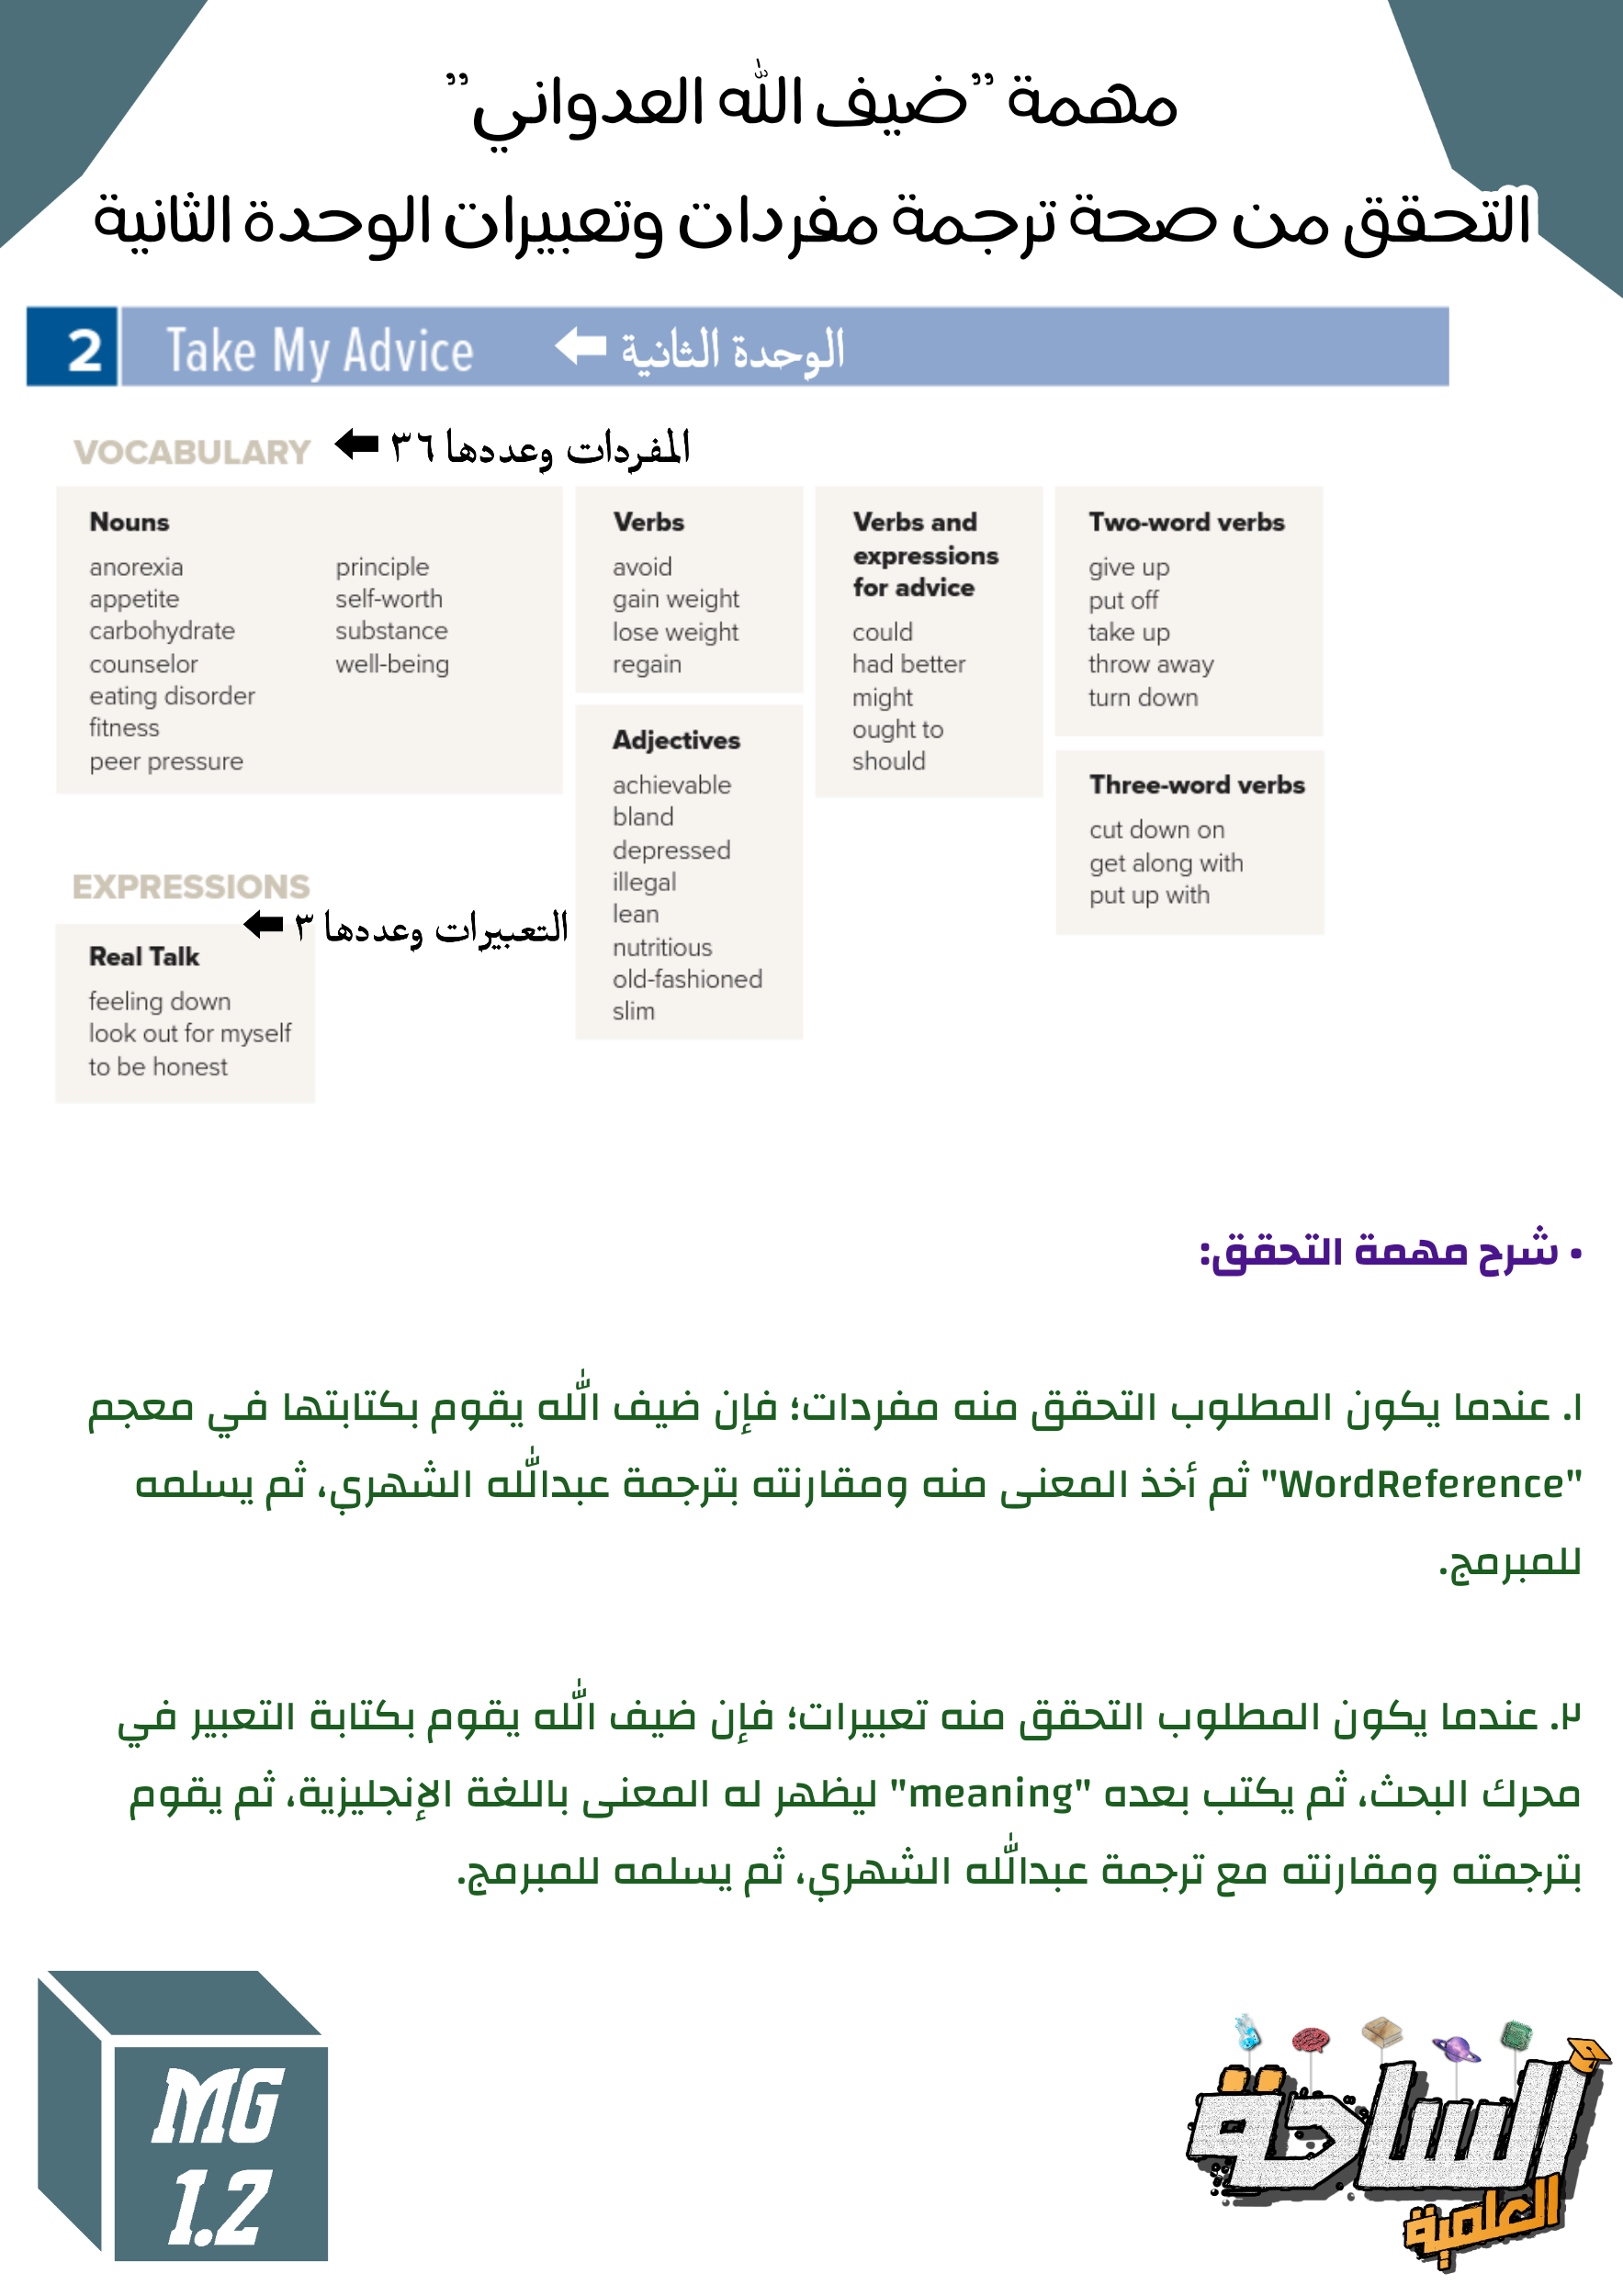 مهمة "ضيف الله العدواني"
التحقق من صحة ترجمة مفردات وتعبيرات الوحدة الثانية
2 Take My Advice ⬅ الوحدة الثانية
VOCABULARY ⬅ المفردات وعددها ٣٦
Nouns
anorexia
appetite
carbohydrate
counselor
eating disorder
fitness
peer pressure
principle
self-worth
substance
well-being
Verbs
avoid
gain weight
lose weight
regain
Adjectives
achievable
bland
depressed
illegal
lean
nutritious
old-fashioned
slim
Verbs and
expressions
for advice
could
had better
might
ought to
should
Two-word verbs
give up
put off
take up
throw away
turn down
Three-word verbs
cut down on
get along with
put up with
EXPRESSIONS
⬅ التعبيرات وعددها ٣
Real Talk
feeling down
look out for myself
to be honest
• شرح مهمة التحقق:
١. عندما يكون المطلوب التحقق منه مفردات؛ فإن ضيف الله يقوم بكتابتها في معجم
"WordReference" ثم أخذ المعنى منه ومقارنته بترجمة عبدالله الشهري، ثم يسلمه
للمبرمج.
٢. عندما يكون المطلوب التحقق منه تعبيرات؛ فإن ضيف الله يقوم بكتابة التعبير في
محرك البحث، ثم يكتب بعده "meaning" ليظهر له المعنى باللغة الإنجليزية، ثم يقوم
بترجمته ومقارنته مع ترجمة عبدالله الشهري، ثم يسلمه للمبرمج.
MG
1.2
الساحة
العلمية